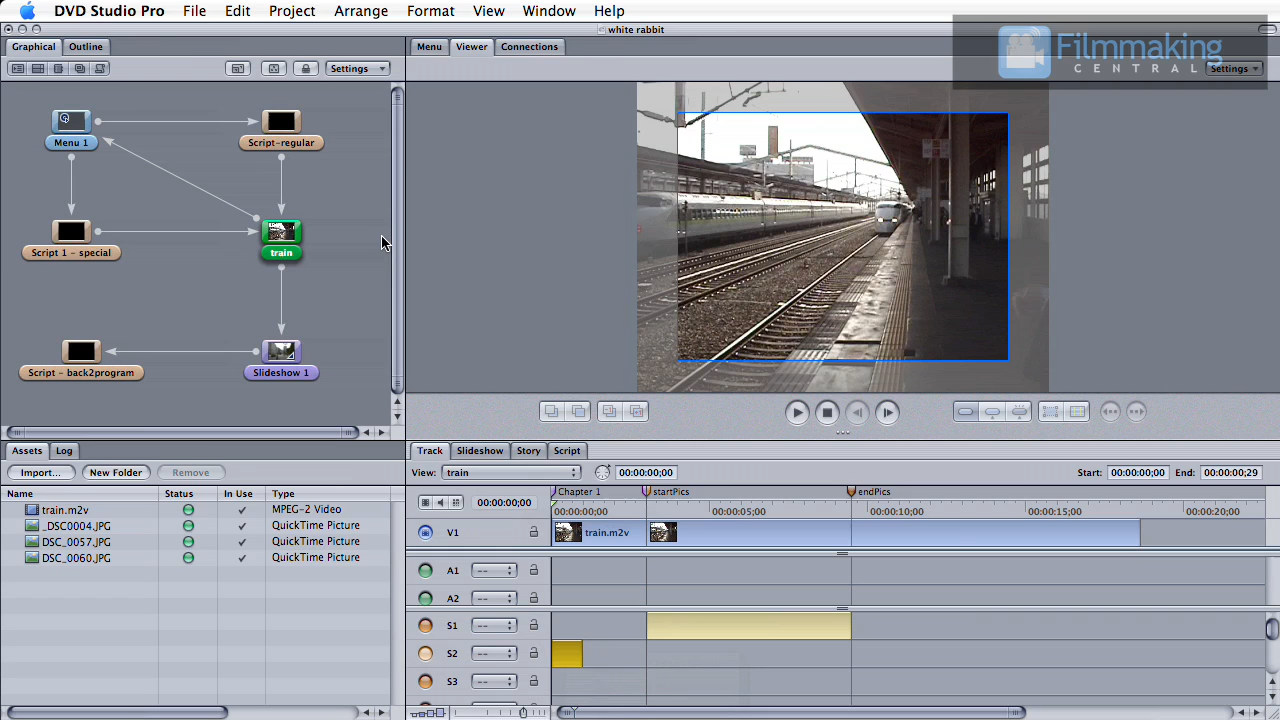 DVD Studio Pro File Edit Project Arrange Format View Window Help
white rabbit
Graphical Outline
Menu Viewer Connections
Filmmaking
CENTRAL
Settings
Settings
Menu 1
Script-regular
Script 1 - special
train
Script - back2program
Slideshow 1
Assets Log
Import... New Folder Remove
Name Status In Use Type
train.m2v MPEG-2 Video
_DSC0004.JPG QuickTime Picture
DSC_0057.JPG QuickTime Picture
DSC_0060.JPG QuickTime Picture
Track Slideshow Story Script
View: train 00:00:00;00 Start: 00:00:00;00 End: 00:00:00;29
Chapter 1 startPics endPics
00:00:00;00
00:00:00;00 00:00:05;00 00:00:10;00 00:00:15;00 00:00:20;00
V1 train.m2v
A1 --
A2 --
S1 --
S2 --
S3 --